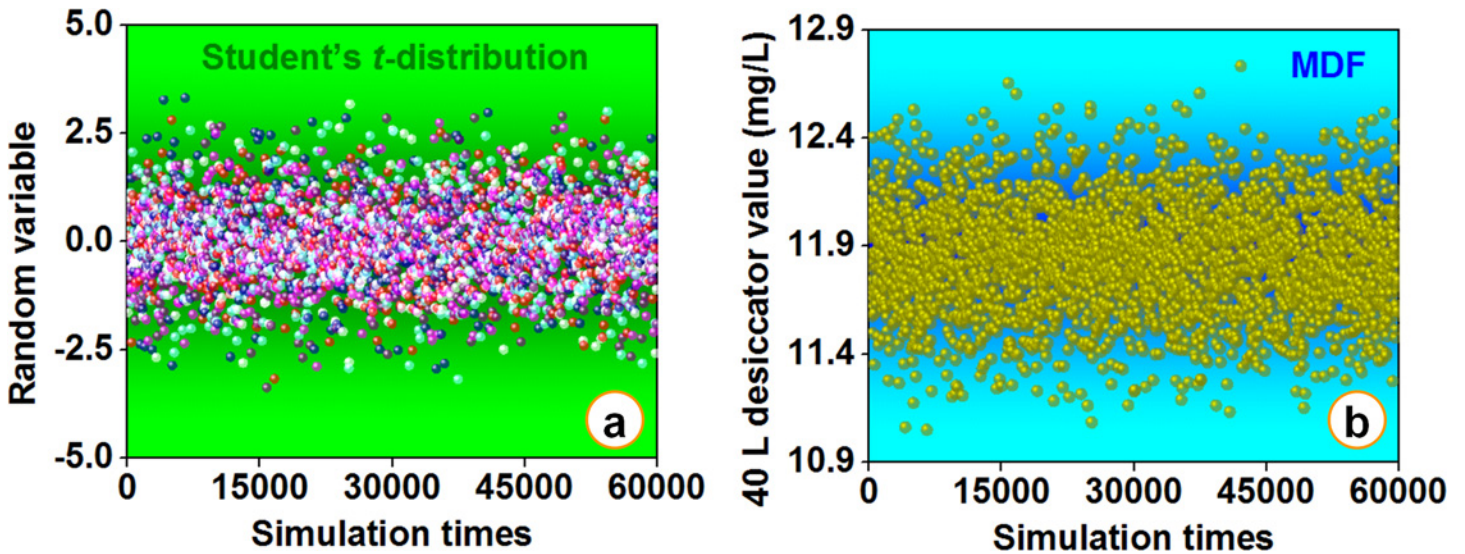 5.0
2.5
0.0
-2.5
-5.0
Random variable
Student's t-distribution
a
0 15000 30000 45000 60000
Simulation times
12.9
12.4
11.9
11.4
10.9
40 L desiccator value (mg/L)
MDF
b
0 15000 30000 45000 60000
Simulation times